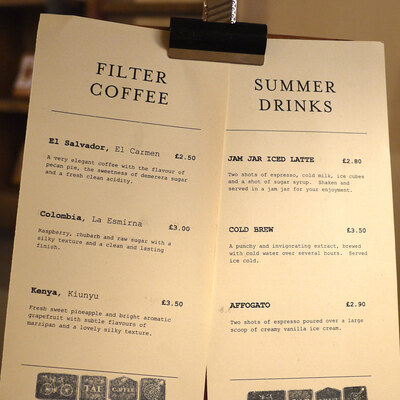 FILTER
COFFEE
El Salvador, El Carmen £2.50
A very elegant coffee with the flavour of
pecan pie, the sweetness of demerera sugar
and a fresh clean acidity.
Colombia, La Esmirna £3.00
Raspberry, rhubarb and raw sugar with a
silky texture and a clean and lasting
finish.
Kenya, Kiunyu £3.50
Fresh sweet pineapple and bright aromatic
grapefruit with subtle flavours of
marzipan and a lovely silky texture.
SUMMER
DRINKS
JAM JAR ICED LATTE £2.80
Two shots of espresso, cold milk, ice cubes
and a shot of sugar syrup. Shaken and
served in a jam jar for your enjoyment.
COLD BREW £3.50
A punchy and invigorating extract, brewed
with cold water over several hours. Served
ice cold.
AFFOGATO £2.90
Two shots of espresso poured over a large
scoop of creamy vanilla ice cream.